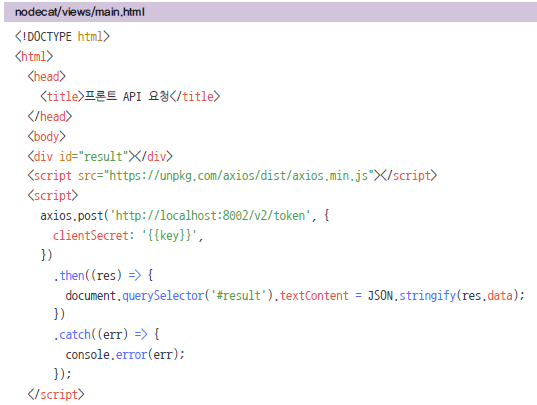 nodecat/views/main.html
<!DOCTYPE html>
<html>
  <head>
    <title>프론트 API 요청</title>
  </head>
  <body>
  <div id="result"></div>
  <script src="https://unpkg.com/axios/dist/axios.min.js"></script>
  <script>
    axios.post('http://localhost:8002/v2/token', {
      clientSecret: '{{key}}',
    })
      .then((res) => {
        document.querySelector('#result').textContent = JSON.stringify(res.data);
      })
      .catch((err) => {
        console.error(err);
      });
  </script>